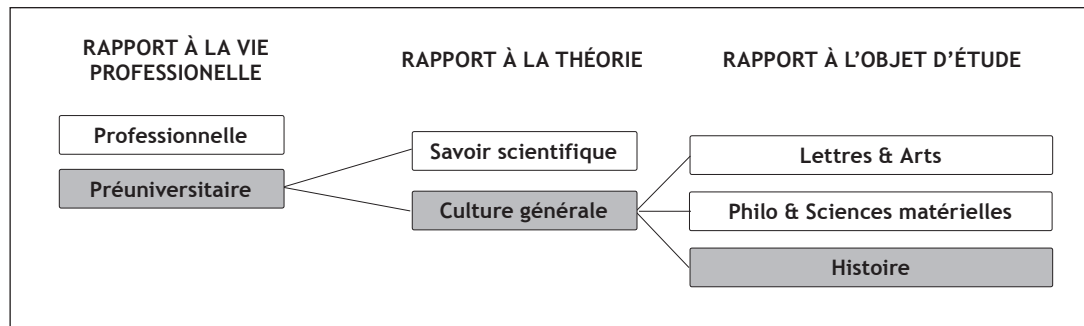 RAPPORT À LA VIE
PROFESSIONELLE
RAPPORT À LA THÉORIE
RAPPORT À L’OBJET D’ÉTUDE
Professionnelle
Préuniversitaire
Savoir scientifique
Culture générale
Lettres & Arts
Philo & Sciences matérielles
Histoire